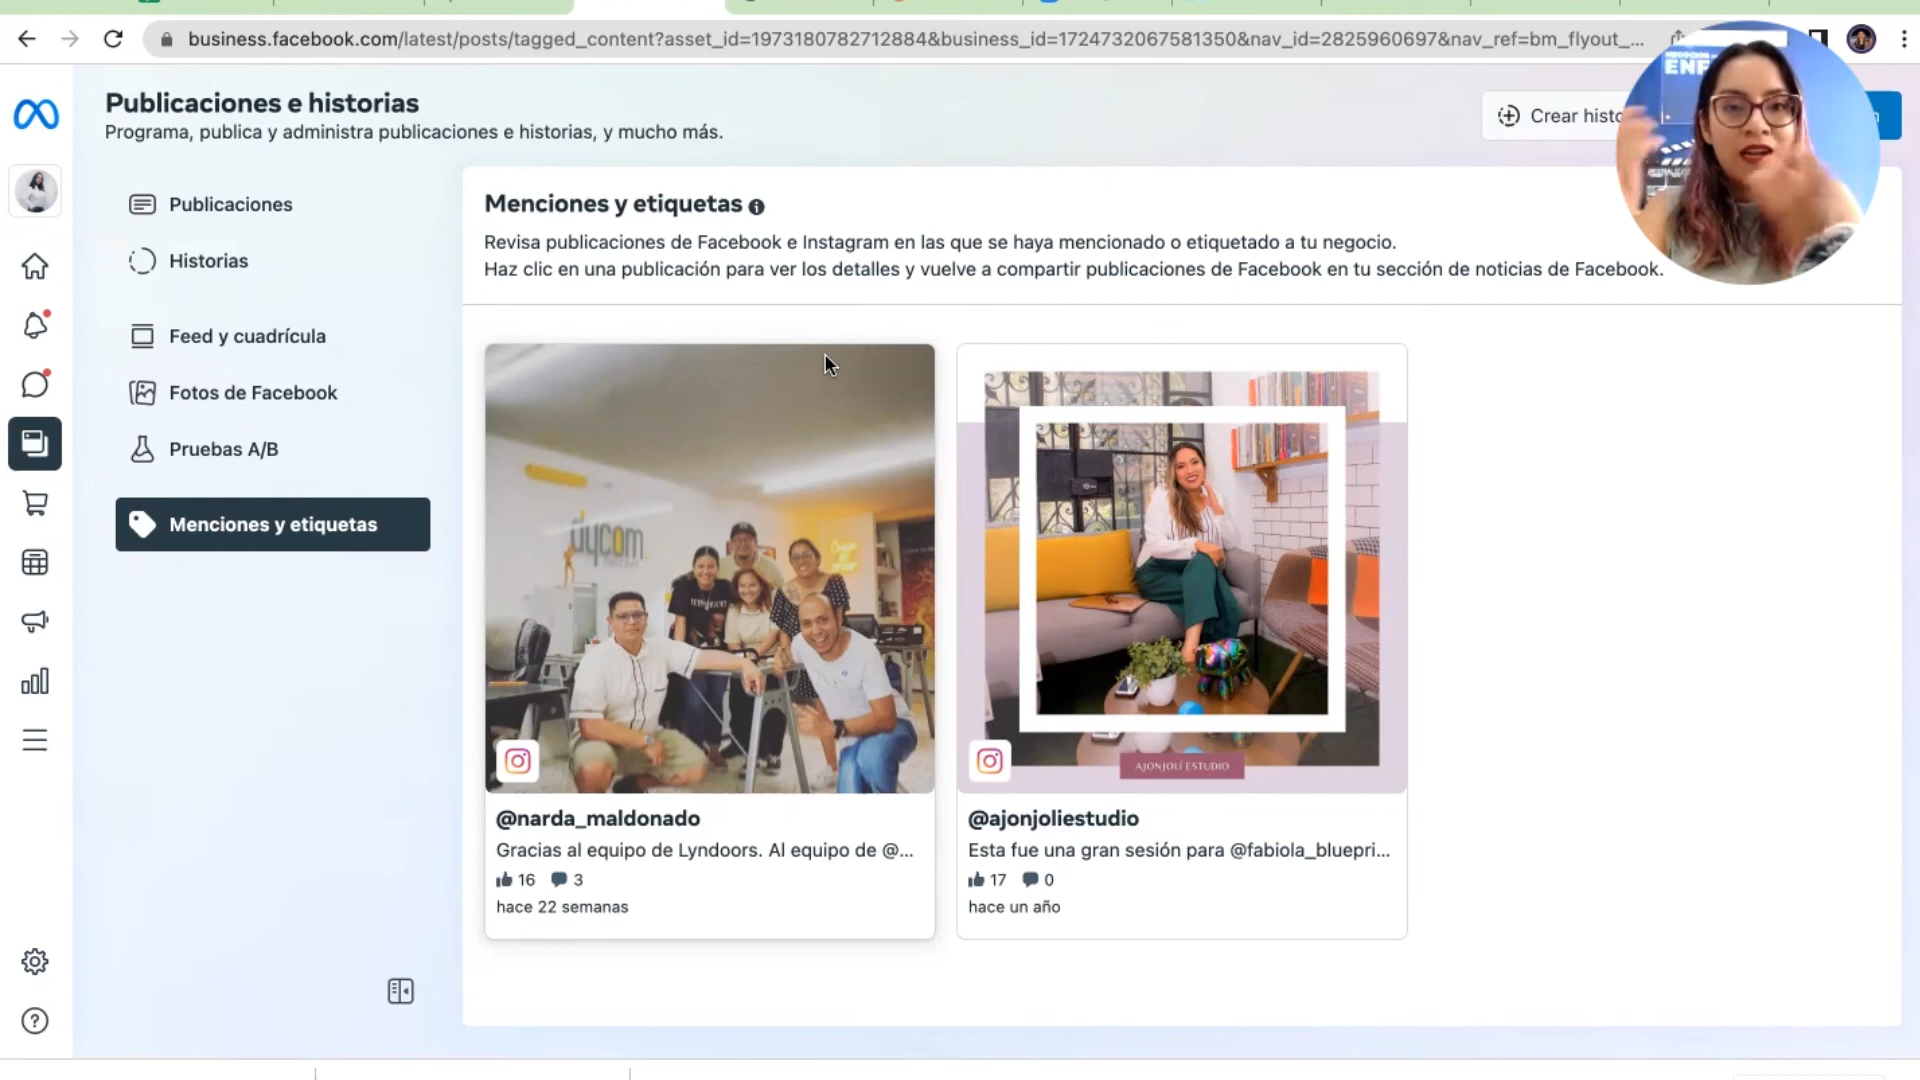 business.facebook.com/latest/posts/tagged_content?asset_id=1973180782712884&business_id=1724732067581350&nav_id=2825960697&nav_ref=bm_flyout_...
Publicaciones e historias
Programa, publica y administra publicaciones e historias, y mucho más.
Crear histo
NEGOCIOS
ENF
Publicaciones
Historias
Feed y cuadrícula
Fotos de Facebook
Pruebas A/B
Menciones y etiquetas
Menciones y etiquetas
Revisa publicaciones de Facebook e Instagram en las que se haya mencionado o etiquetado a tu negocio.
Haz clic en una publicación para ver los detalles y vuelve a compartir publicaciones de Facebook en tu sección de noticias de Facebook.
AJONJOLÍ ESTUDIO
@narda_maldonado
Gracias al equipo de Lyndoors. Al equipo de @...
16 3
hace 22 semanas
@ajonjoliestudio
Esta fue una gran sesión para @fabiola_bluepri...
17 0
hace un año